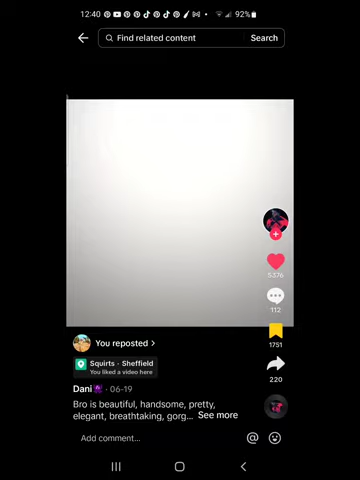 12:40
92%
Find related content
Search
5376
112
1751
220
You reposted
Squirts · Sheffield
You liked a video here
Dani · 06-19
Bro is beautiful, handsome, pretty,
elegant, breathtaking, gorg... See more
Add comment...